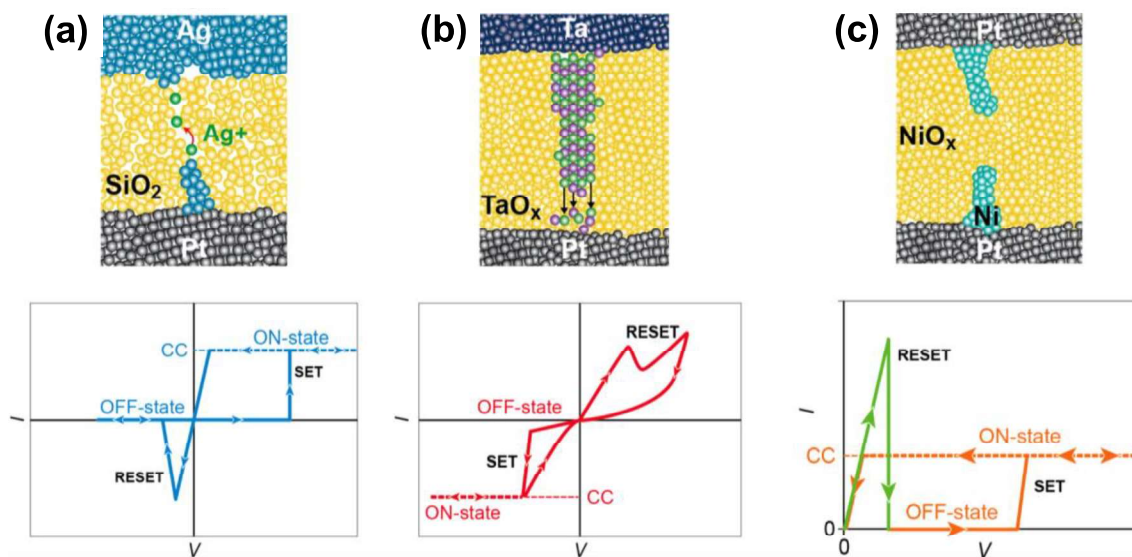 (a)
Ag
Ag+
SiO2
Pt
CC
ON-state
SET
OFF-state
RESET
I
V
(b)
Ta
TaOx
Pt
RESET
OFF-state
SET
CC
ON-state
I
V
(c)
Pt
NiOx
Ni
Pt
RESET
ON-state
CC
SET
OFF-state
0
0
I
V